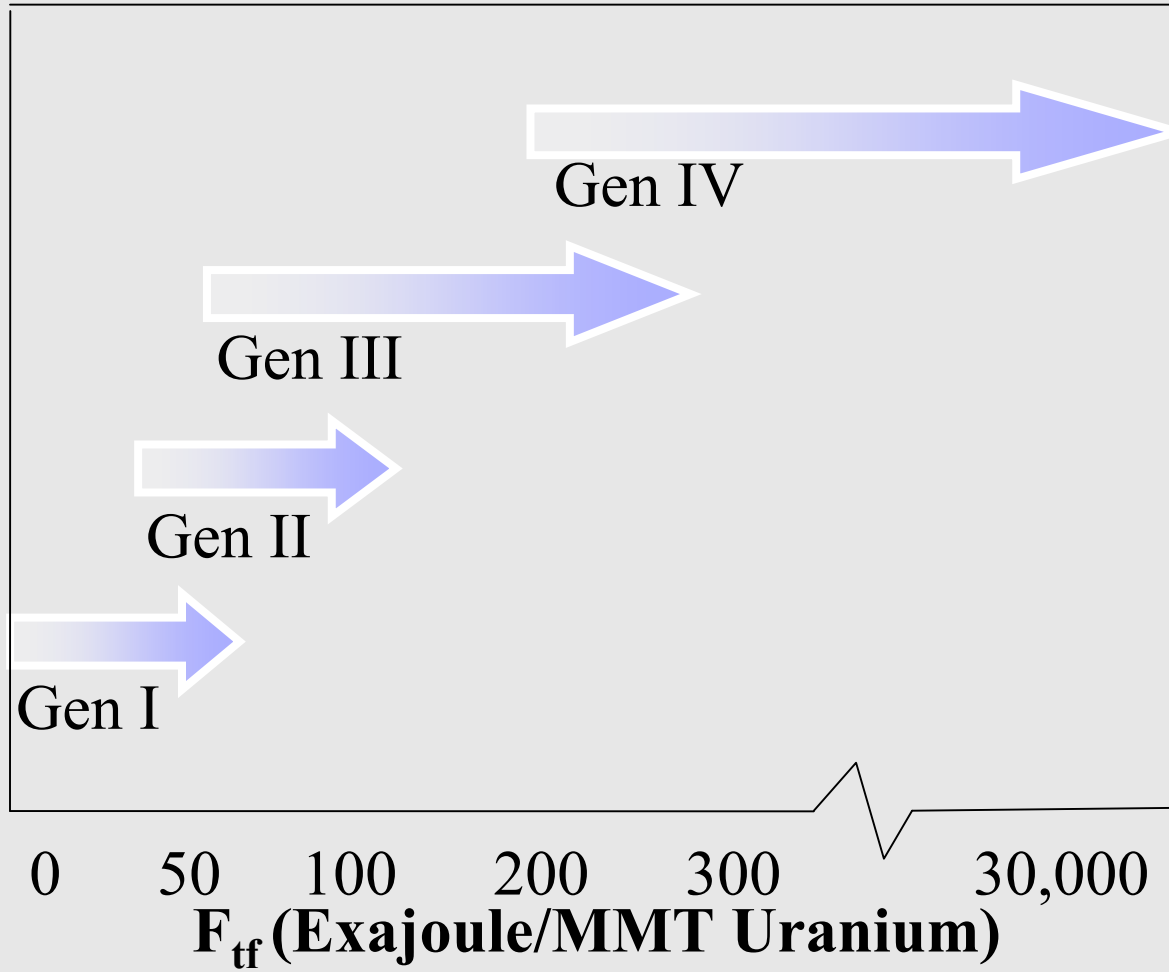 Gen IV
Gen III
Gen II
Gen I
0 50 100 200 300 30,000
Ftf (Exajoule/MMT Uranium)